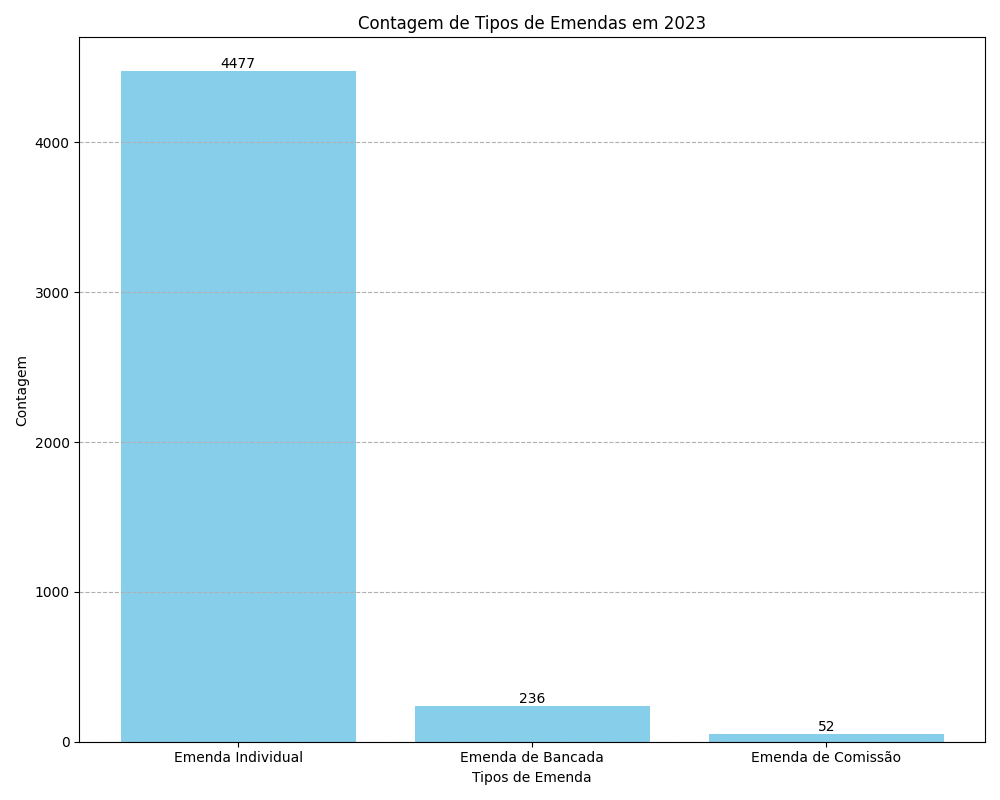 Contagem de Tipos de Emendas em 2023
4477
4000
3000
2000
1000
0
236
52
Contagem
Emenda Individual
Emenda de Bancada
Emenda de Comissão
Tipos de Emenda